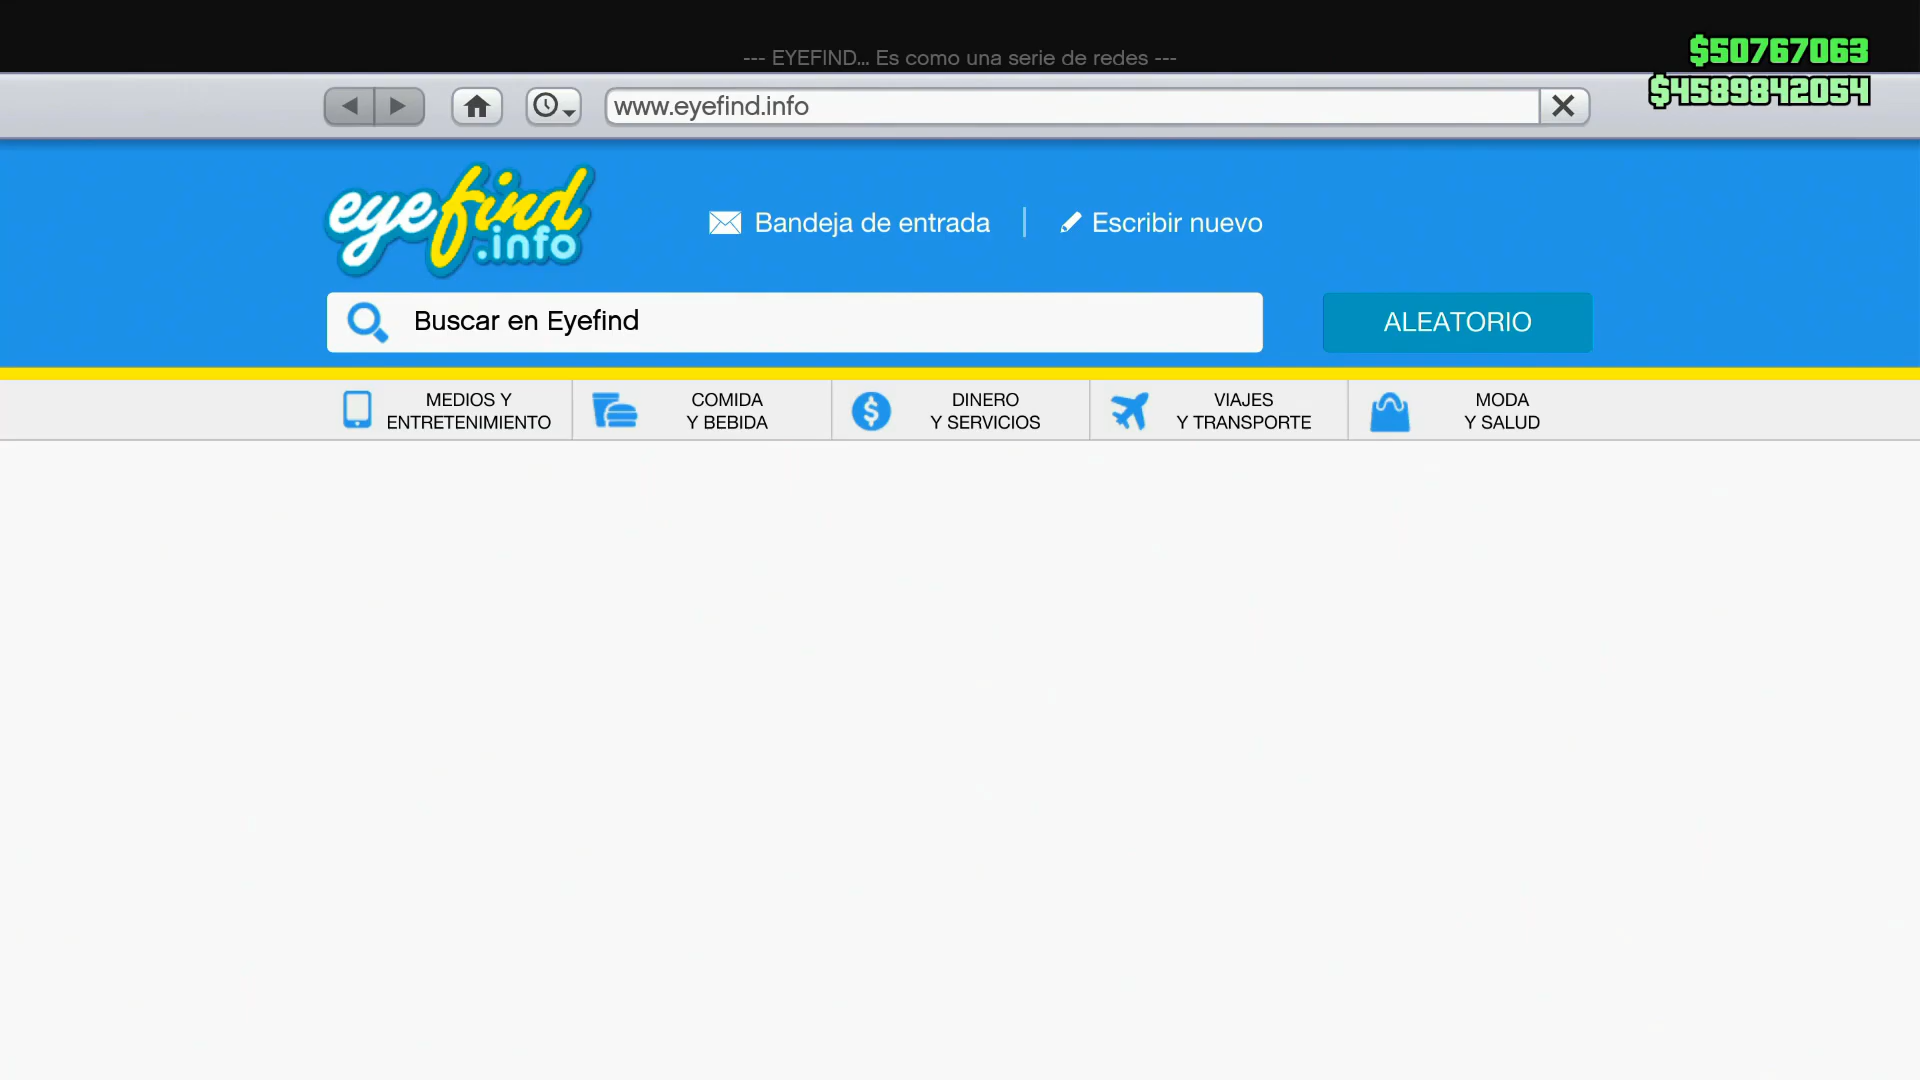 --- EYEFIND... Es como una serie de redes ---
$50767063
$4589842054
www.eyefind.info
eyefind
.info
Bandeja de entrada
Escribir nuevo
Buscar en Eyefind
ALEATORIO
MEDIOS Y
ENTRETENIMIENTO
COMIDA
Y BEBIDA
DINERO
Y SERVICIOS
VIAJES
Y TRANSPORTE
MODA
Y SALUD